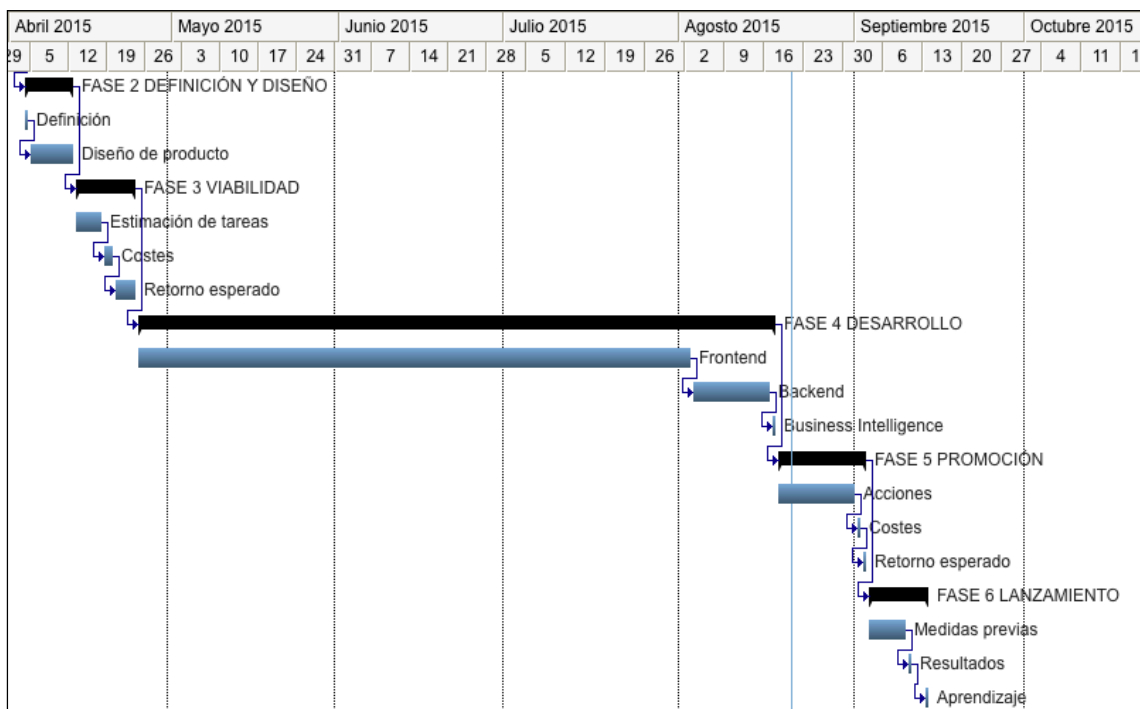 Abril 2015 Mayo 2015 Junio 2015 Julio 2015 Agosto 2015 Septiembre 2015 Octubre 2015
29 5 12 19 26 3 10 17 24 31 7 14 21 28 5 12 19 26 2 9 16 23 30 6 13 20 27 4 11 1
FASE 2 DEFINICIÓN Y DISEÑO
Definición
Diseño de producto
FASE 3 VIABILIDAD
Estimación de tareas
Costes
Retorno esperado
FASE 4 DESARROLLO
Frontend
Backend
Business Intelligence
FASE 5 PROMOCIÓN
Acciones
Costes
Retorno esperado
FASE 6 LANZAMIENTO
Medidas previas
Resultados
Aprendizaje